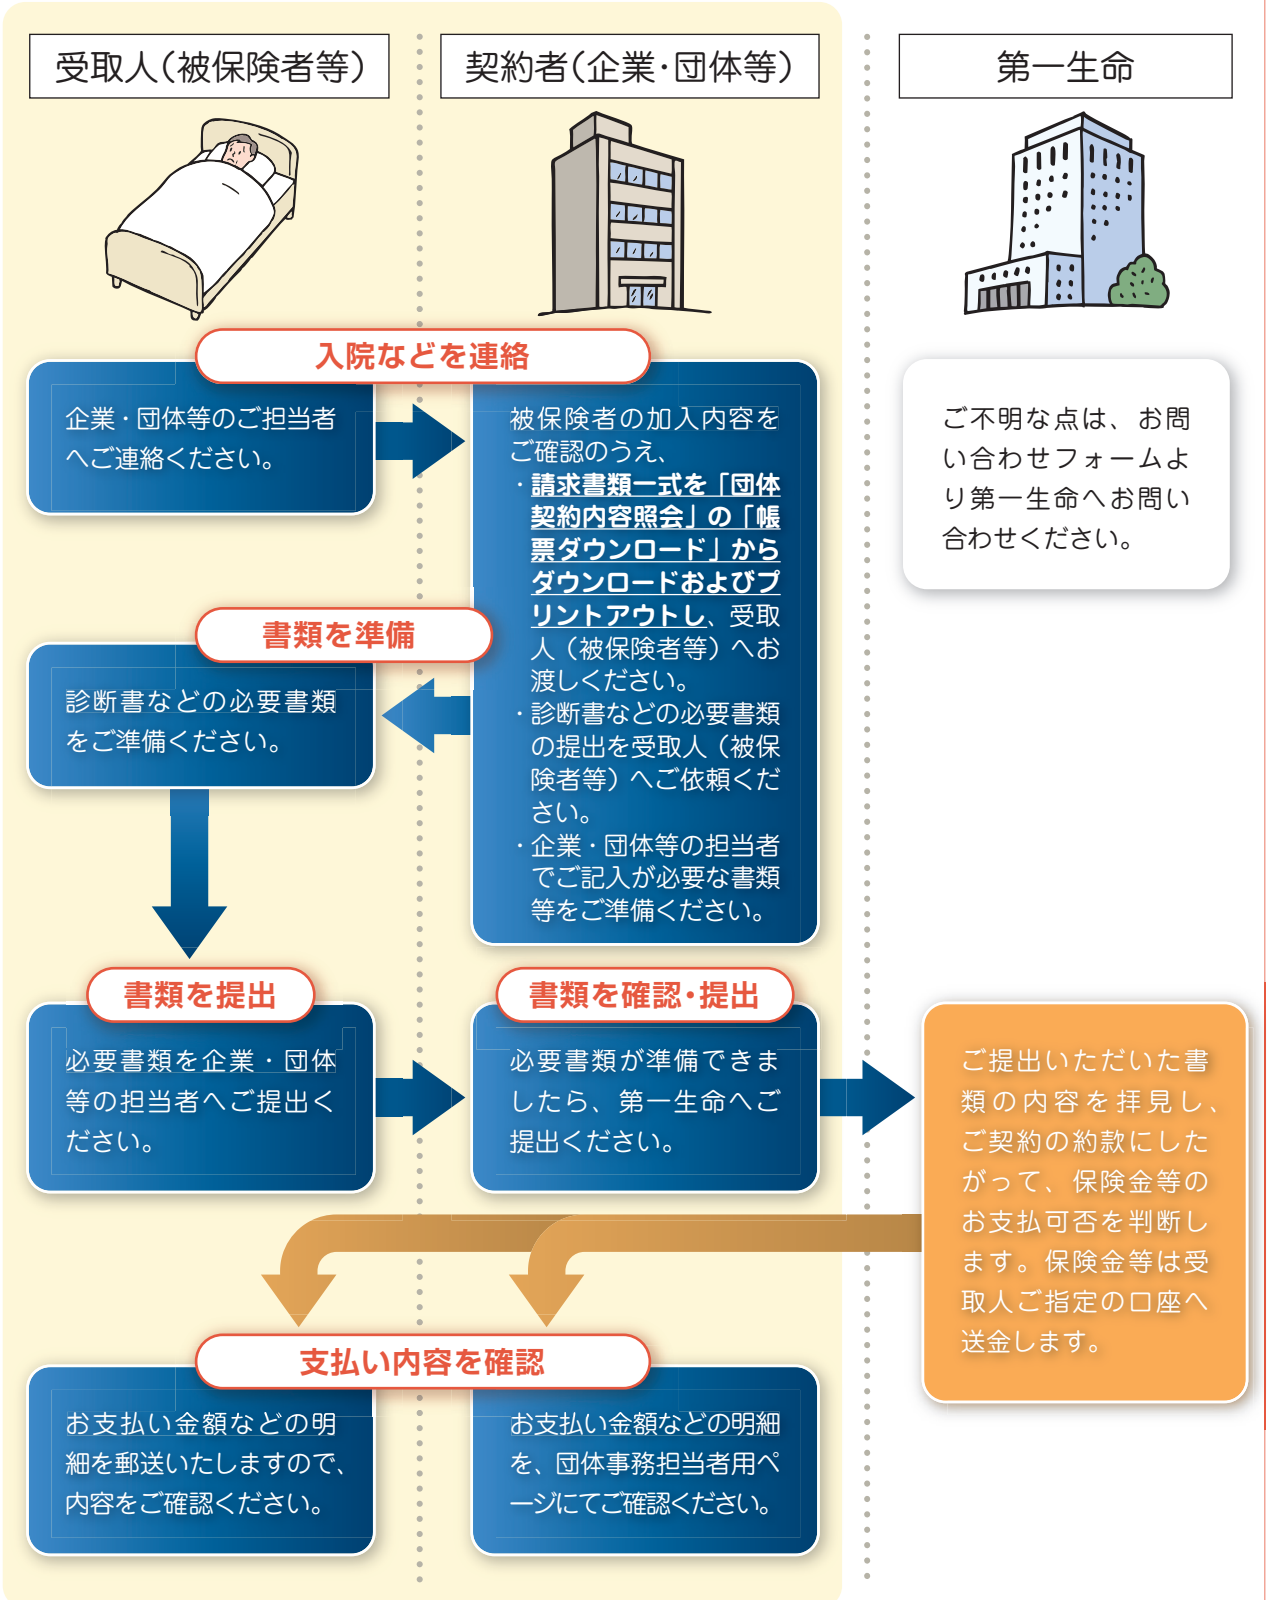 受取人（被保険者等）
契約者（企業・団体等）
第一生命
入院などを連絡
企業・団体等のご担当者
へご連絡ください。
被保険者の加入内容を
ご確認のうえ、
・請求書類一式を「団体
契約内容照会」の「帳
票ダウンロード」から
ダウンロードおよびプ
リントアウトし、受取
人（被保険者等）へお
渡しください。
・診断書などの必要書類
の提出を受取人（被保
険者等）へご依頼くだ
さい。
・企業・団体等の担当者
でご記入が必要な書類
等をご準備ください。
ご不明な点は、お問
い合わせフォームよ
り第一生命へお問い
合わせください。
書類を準備
診断書などの必要書類
をご準備ください。
書類を提出
必要書類を企業・団体
等の担当者へご提出く
ださい。
書類を確認・提出
必要書類が準備できま
したら、第一生命へご
提出ください。
ご提出いただいた書
類の内容を拝見し、
ご契約の約款にした
がって、保険金等の
お支払可否を判断し
ます。保険金等は受
取人ご指定の口座へ
送金します。
支払い内容を確認
お支払い金額などの明
細を郵送いたしますので、
内容をご確認ください。
お支払い金額などの明細
を、団体事務担当者用ペ
ージにてご確認ください。